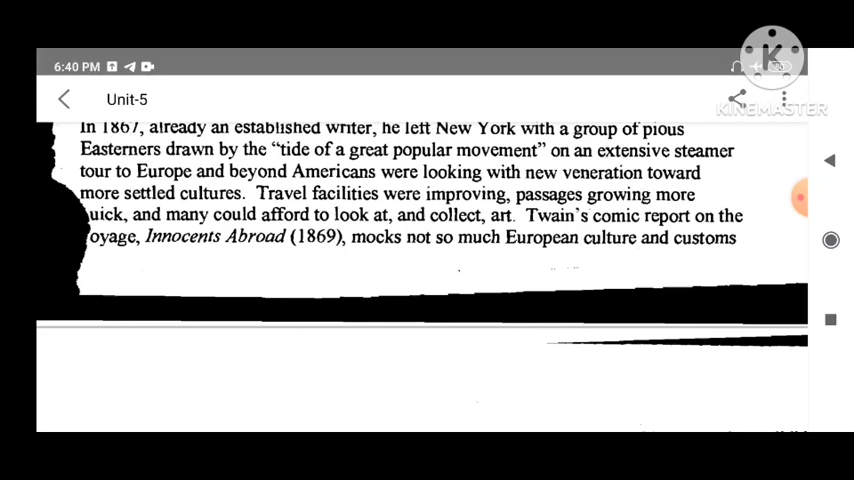 6:40 PM
Unit-5
KINEMASTER
In 1867, already an established writer, he left New York with a group of pious
Easterners drawn by the "tide of a great popular movement" on an extensive steamer
tour to Europe and beyond Americans were looking with new veneration toward
more settled cultures. Travel facilities were improving, passages growing more
uick, and many could afford to look at, and collect, art. Twain's comic report on the
oyage, Innocents Abroad (1869), mocks not so much European culture and customs